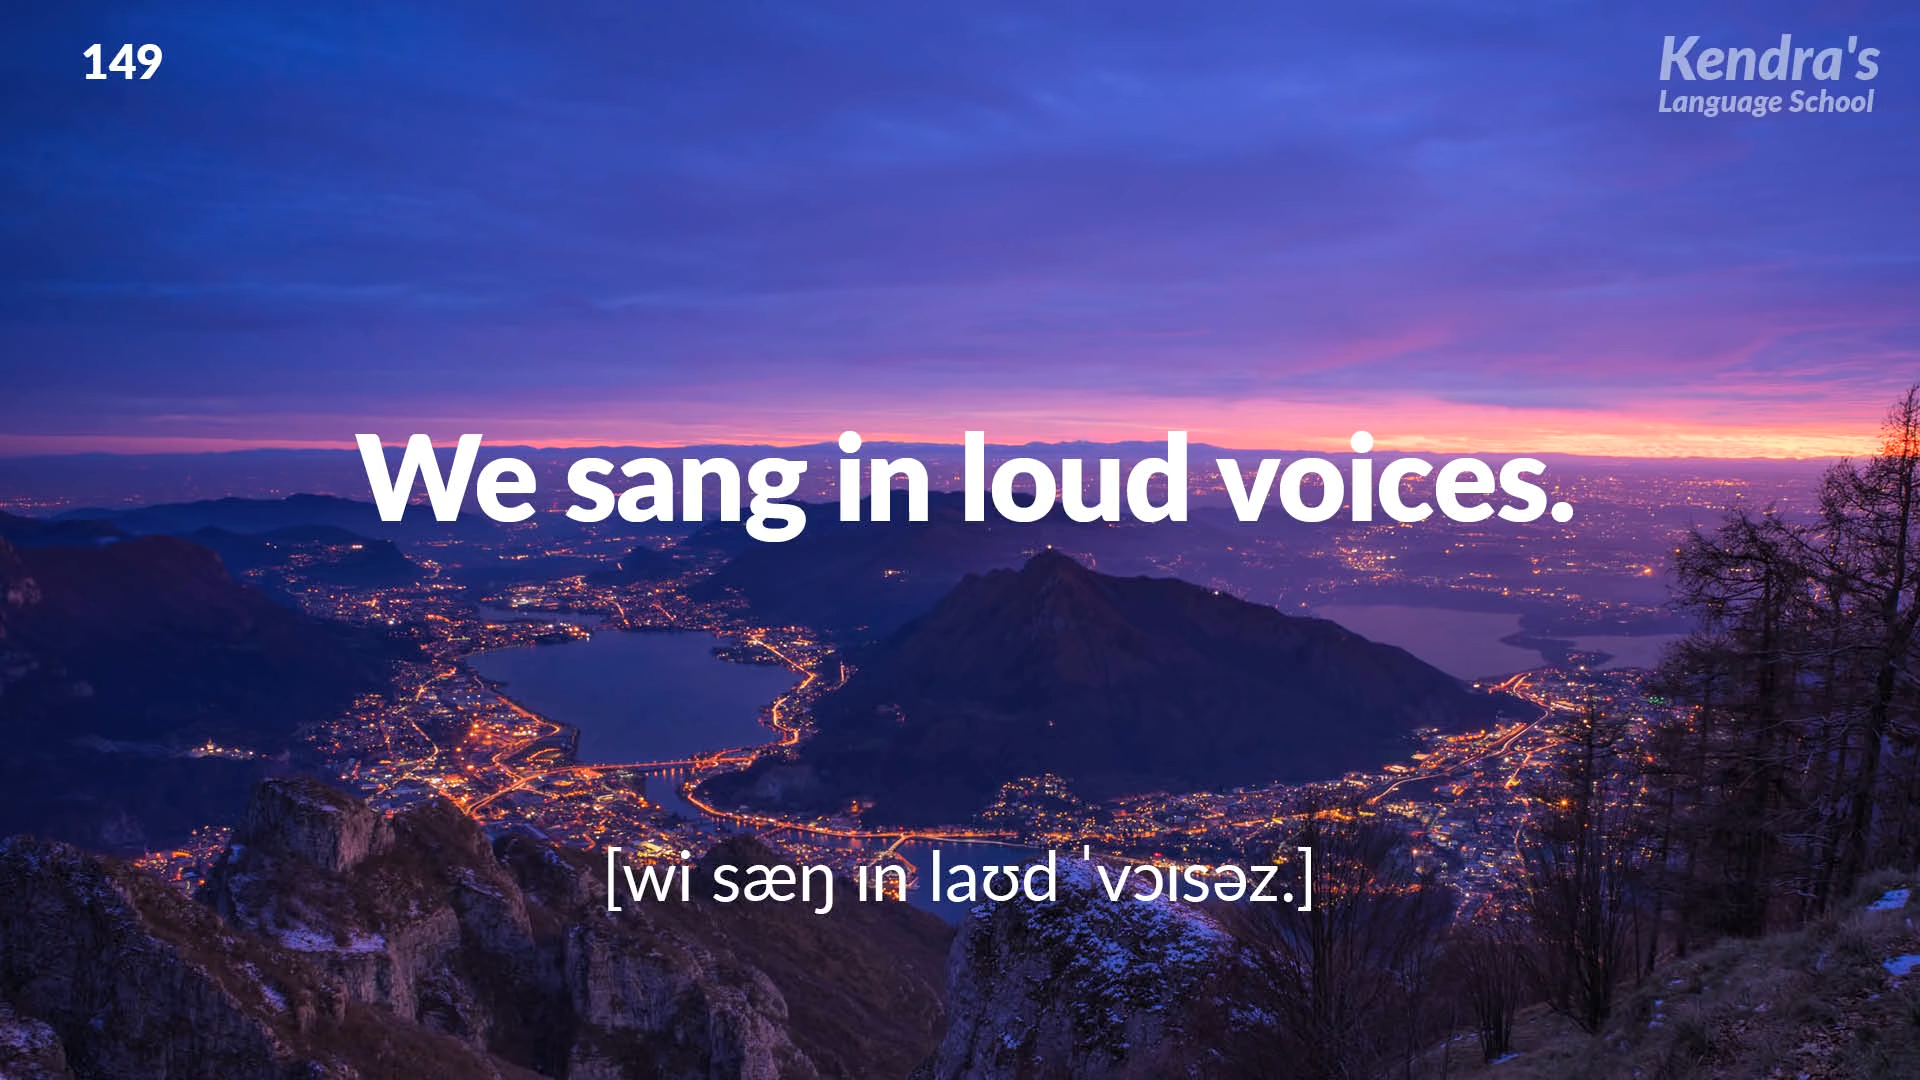 149
Kendra's
Language School
We sang in loud voices.
[wi sæŋ ɪn laʊd ˈvɔɪsəz.]